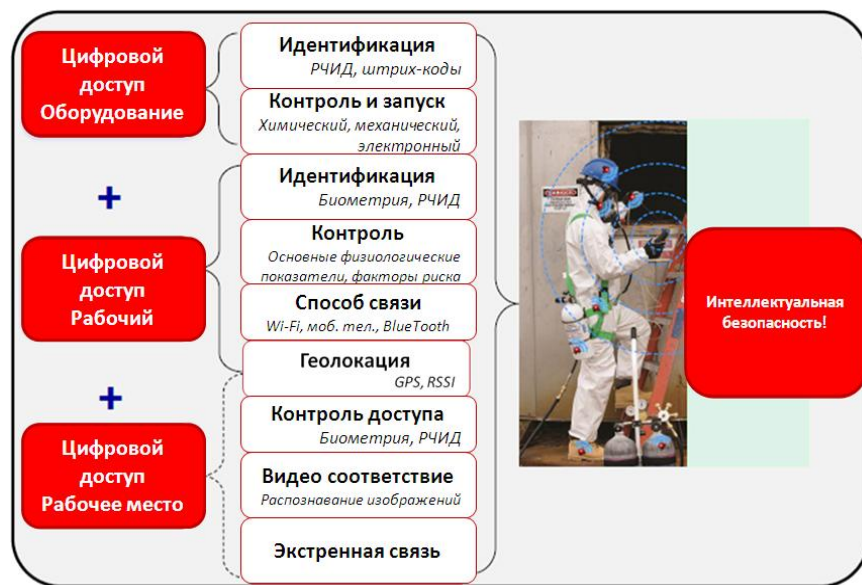 Цифровой
доступ
Оборудование
Идентификация
РЧИД, штрих-коды
Контроль и запуск
Химический, механический,
электронный
+
Цифровой
доступ
Рабочий
Идентификация
Биометрия, РЧИД
Контроль
Основные физиологические
показатели, факторы риска
Способ связи
Wi-Fi, моб. тел., BlueTooth
Геолокация
GPS, RSSI
+
Цифровой
доступ
Рабочее место
Контроль доступа
Биометрия, РЧИД
Видео соответствие
Распознавание изображений
Экстренная связь
Интеллектуальная
безопасность!